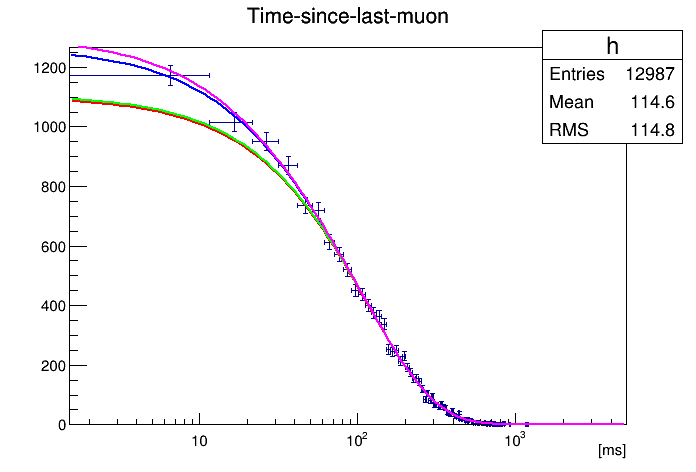 Time-since-last-muon
h
Entries 12987
Mean 114.6
RMS 114.8
1200
1000
800
600
400
200
0
10 10² 10³
[ms]